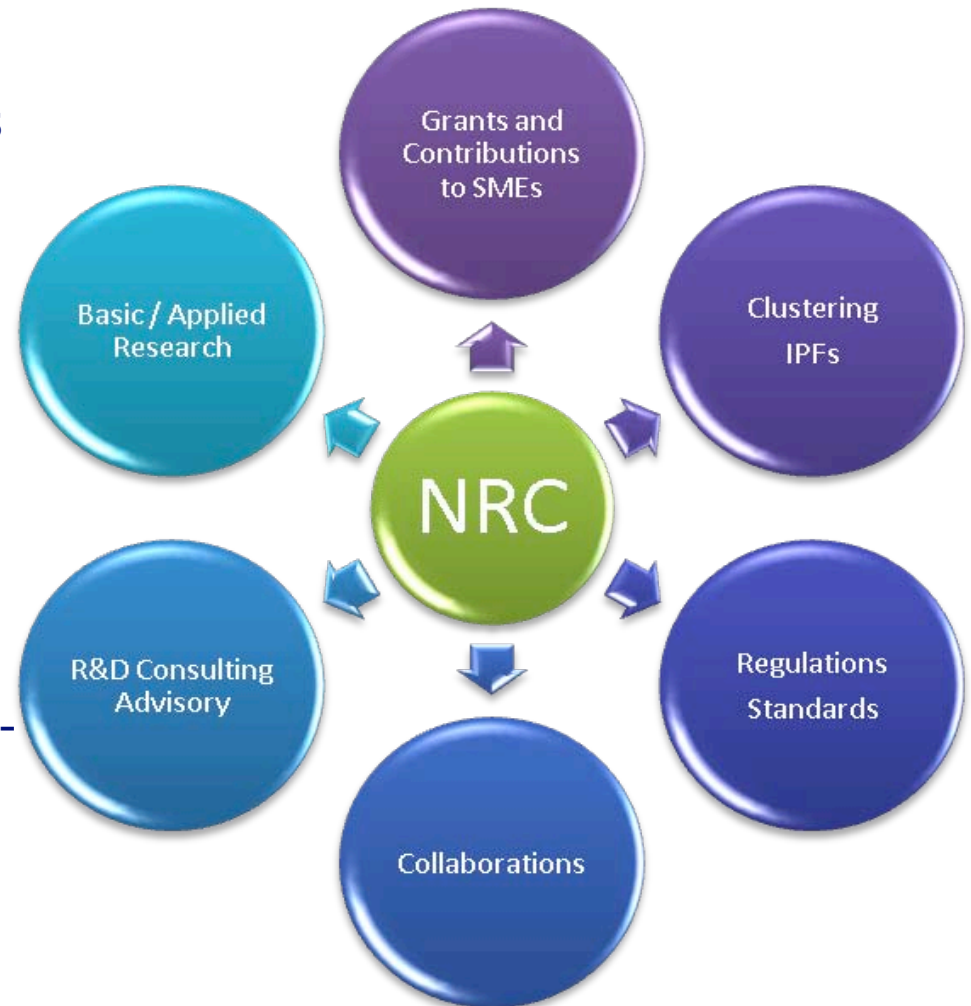 Grants and
Contributions
to SMEs
Clustering
IPFs
Regulations
Standards
Collaborations
R&D Consulting
Advisory
Basic / Applied
Research
NRC